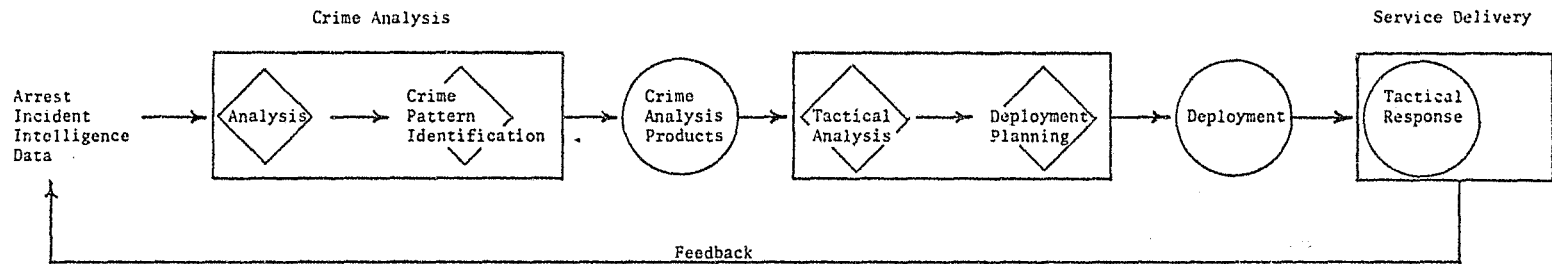 Crime Analysis
Service Delivery
Arrest
Incident
Intelligence
Data
Analysis
Crime
Pattern
Identification
Crime
Analysis
Products
Tactical
Analysis
Deployment
Planning
Deployment
Tactical
Response
Feedback